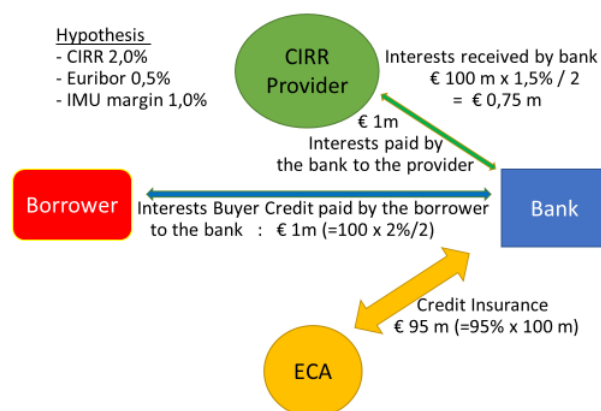 Hypothesis
- CIRR 2,0%
- Euribor 0,5%
- IMU margin 1,0%
CIRR
Provider
Interests received by bank
€ 100 m x 1,5% / 2
= € 0,75 m
€ 1m
Interests paid by
the bank to the provider
Borrower
Interests Buyer Credit paid by the borrower
to the bank : € 1m (=100 x 2%/2)
Bank
Credit Insurance
€ 95 m (=95% x 100 m)
ECA